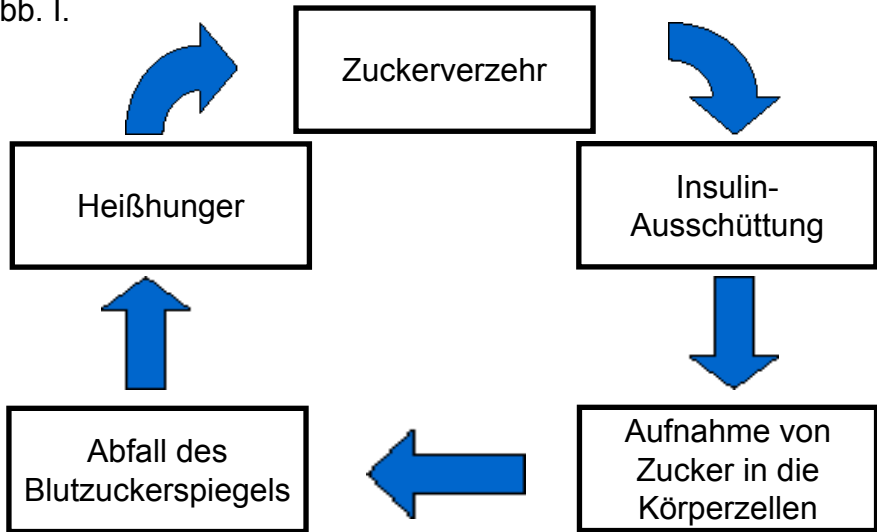 bb. I.
Zuckerverzehr
Insulin-
Ausschüttung
Aufnahme von
Zucker in die
Körperzellen
Abfall des
Blutzuckerspiegels
Heißhunger